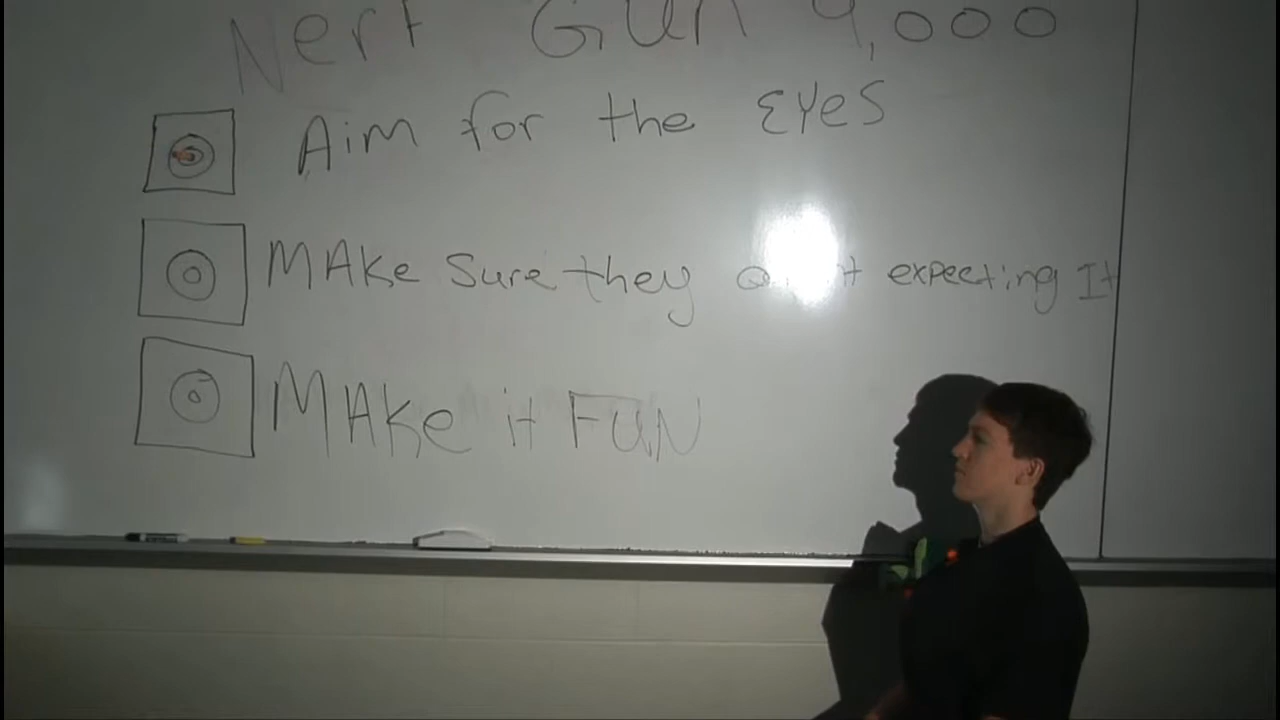 Nerf Gun 9,000
Aim for the Eyes
MAke Sure they expecting It
MAke it FUN